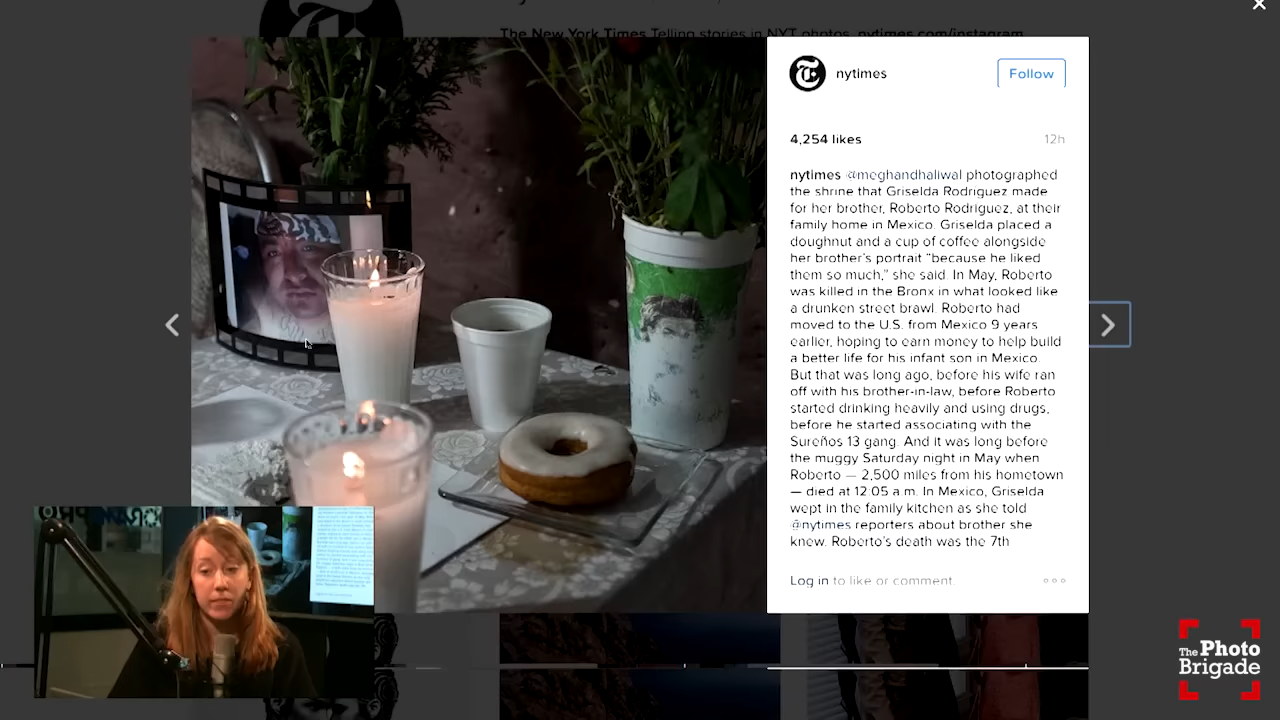 The New York Times Telling stories in NYT photos. nytimes.com/instagram
nytimes
Follow
4,254 likes
12h
nytimes @meghandhaliwal photographed
the shrine that Griselda Rodriguez made
for her brother, Roberto Rodriguez, at their
family home in Mexico. Griselda placed a
doughnut and a cup of coffee alongside
her brother's portrait "because he liked
them so much," she said. In May, Roberto
was killed in the Bronx in what looked like
a drunken street brawl. Roberto had
moved to the U.S. from Mexico 9 years
earlier, hoping to earn money to help build
a better life for his infant son in Mexico.
But that was long ago, before his wife ran
off with his brother-in-law, before Roberto
started drinking heavily and using drugs,
before he started associating with the
Sureños 13 gang. And it was long before
the muggy Saturday night in May when
Roberto — 2,500 miles from his hometown
— died at 12:05 a.m. In Mexico, Griselda
wept in the family kitchen as she told
@nytimes reporters about brother she
knew. Roberto's death was the 7th
Log in to like or comment.
The Photo
Brigade